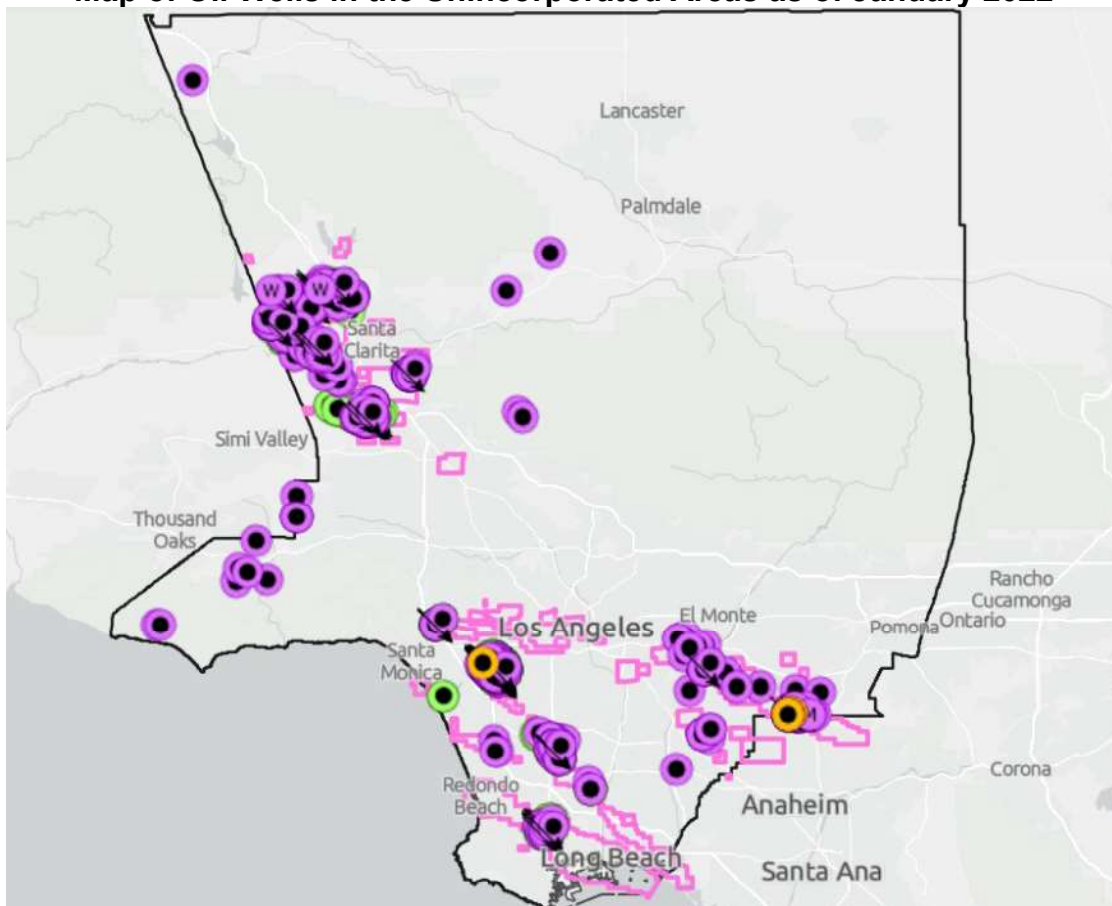 Map of Oil Wells in the Unincorporated Areas as of January 2022
Lancaster
Palmdale
W
W
Santa
Clarita
Simi Valley
Thousand
Oaks
Rancho
Cucamonga
El Monte
Pomona
Ontario
Los Angeles
Santa
Monica
Corona
Redondo
Beach
Anaheim
Long Beach
Santa Ana